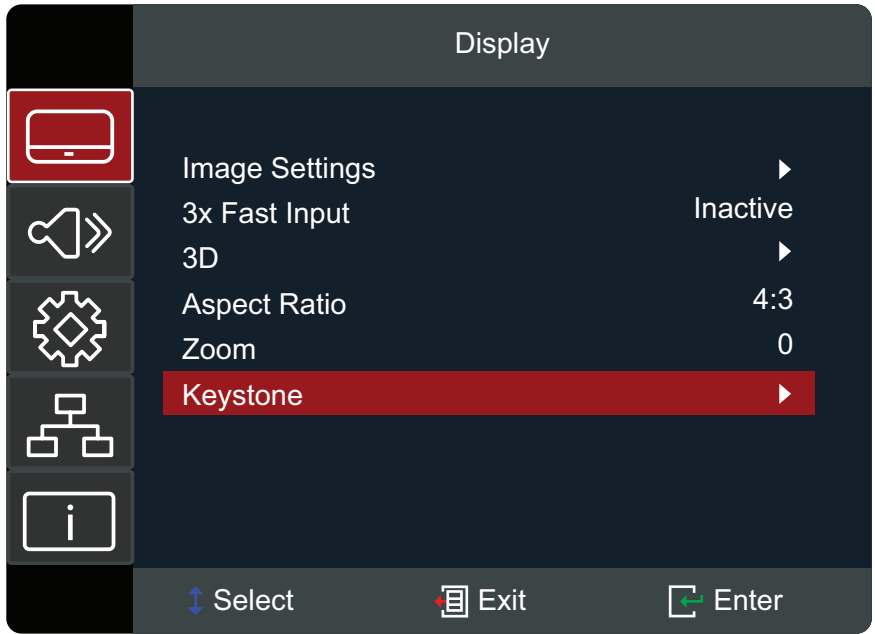 Display
Image Settings
3x Fast Input Inactive
3D
Aspect Ratio 4:3
Zoom 0
Keystone
i
Select Exit Enter